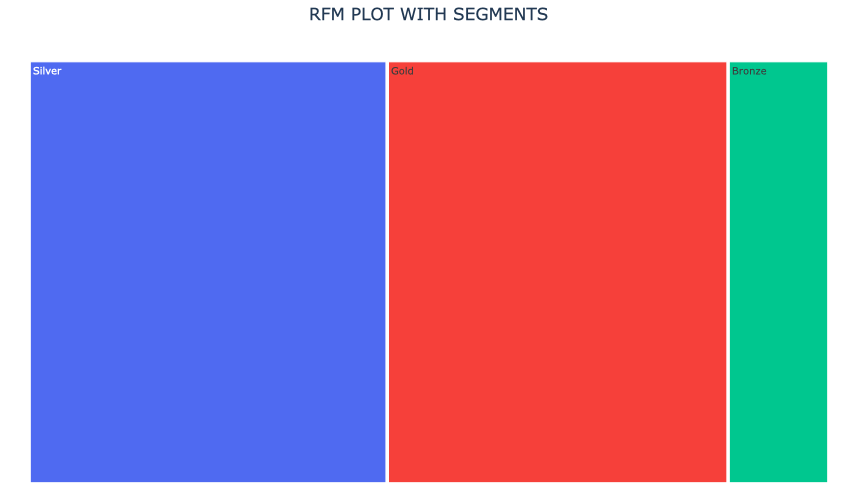 RFM PLOT WITH SEGMENTS
Silver
Gold
Bronze